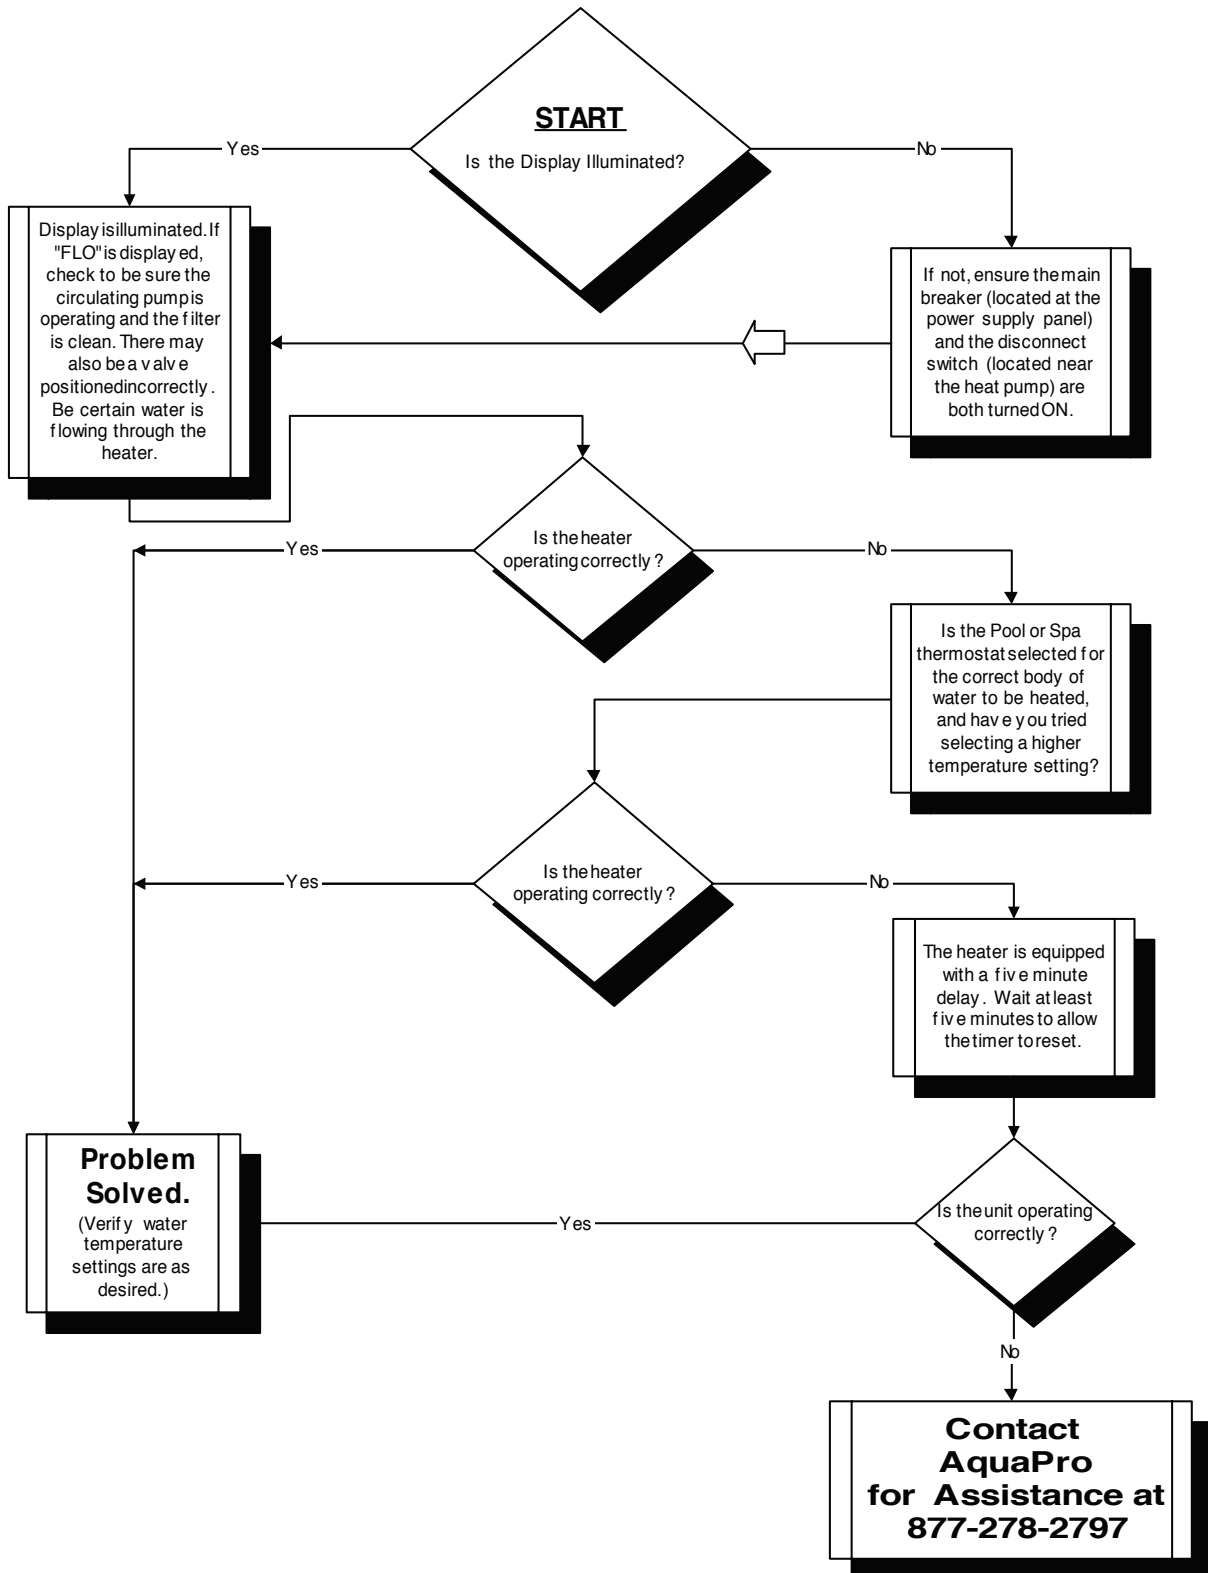 START
Is the Display Illuminated?
Yes
No
Display is illuminated. If
"FLO" is displayed,
check to be sure the
circulating pump is
operating and the filter
is clean. There may
also be a valve
positioned incorrectly.
Be certain water is
flowing through the
heater.
If not, ensure the main
breaker (located at the
power supply panel)
and the disconnect
switch (located near
the heat pump) are
both turned ON.
Is the heater
operating correctly?
Yes
No
Is the Pool or Spa
thermostat selected for
the correct body of
water to be heated,
and have you tried
selecting a higher
temperature setting?
Is the heater
operating correctly?
Yes
No
The heater is equipped
with a five minute
delay. Wait at least
five minutes to allow
the timer to reset.
Problem
Solved.
(Verify water
temperature
settings are as
desired.)
Yes
Is the unit operating
correctly?
No
Contact
AquaPro
for Assistance at
877-278-2797